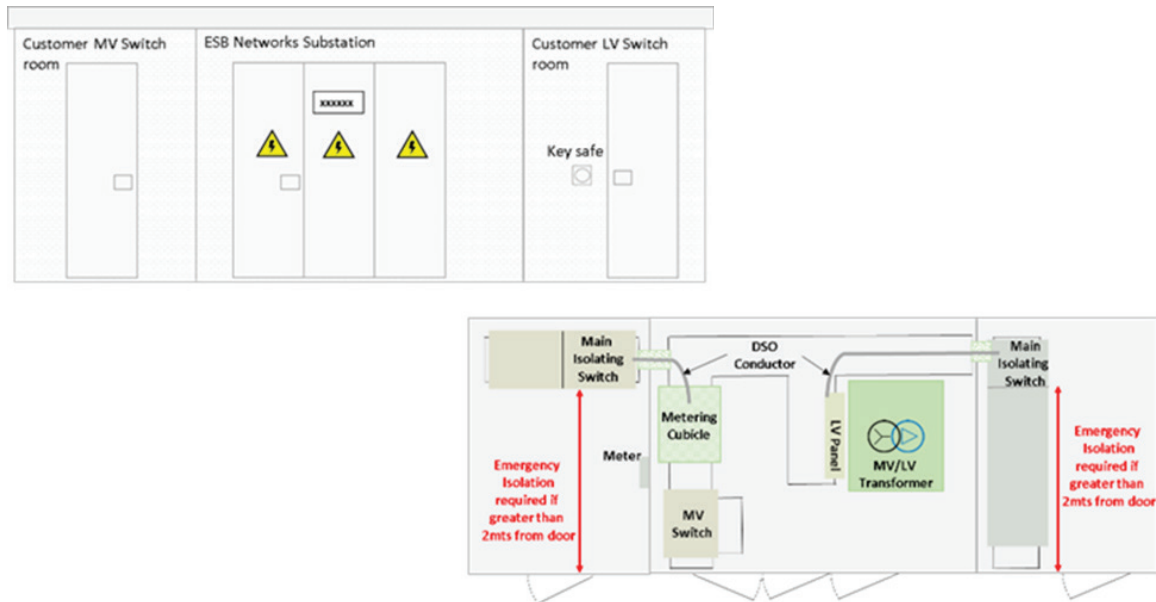 Customer MV Switch
room
ESB Networks Substation
Customer LV Switch
room
xxxxxx
Key safe
Main
Isolating
Switch
DSO
Conductor
Main
Isolating
Switch
Metering
Cubicle
LV Panel
MV/LV
Transformer
Meter
Emergency
Isolation
required if
greater than
2mts from door
MV
Switch
Emergency
Isolation
required if
greater than
2mts from door